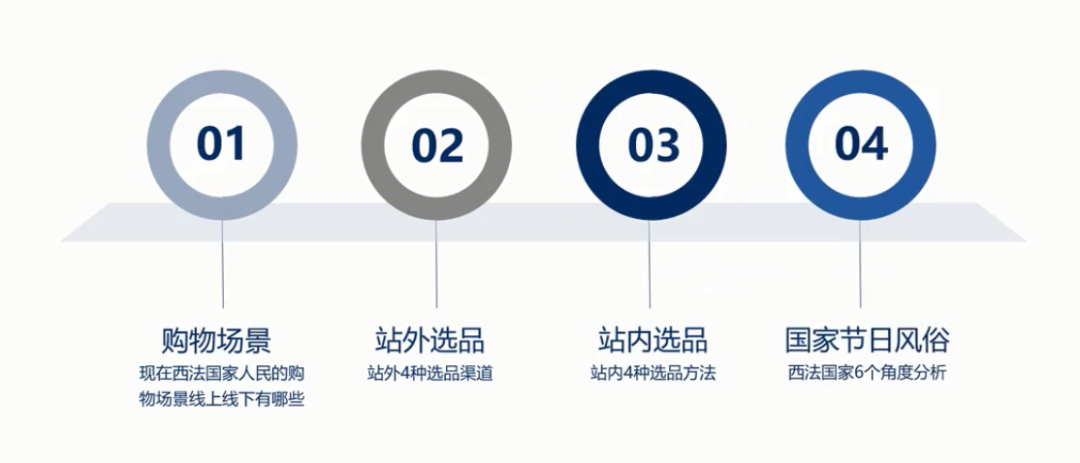 01
02
03
04
购物场景
现在西法国家人民的购
物场景线上线下有哪些
站外选品
站外4种选品渠道
站内选品
站内4种选品方法
国家节日风俗
西法国家6个角度分析